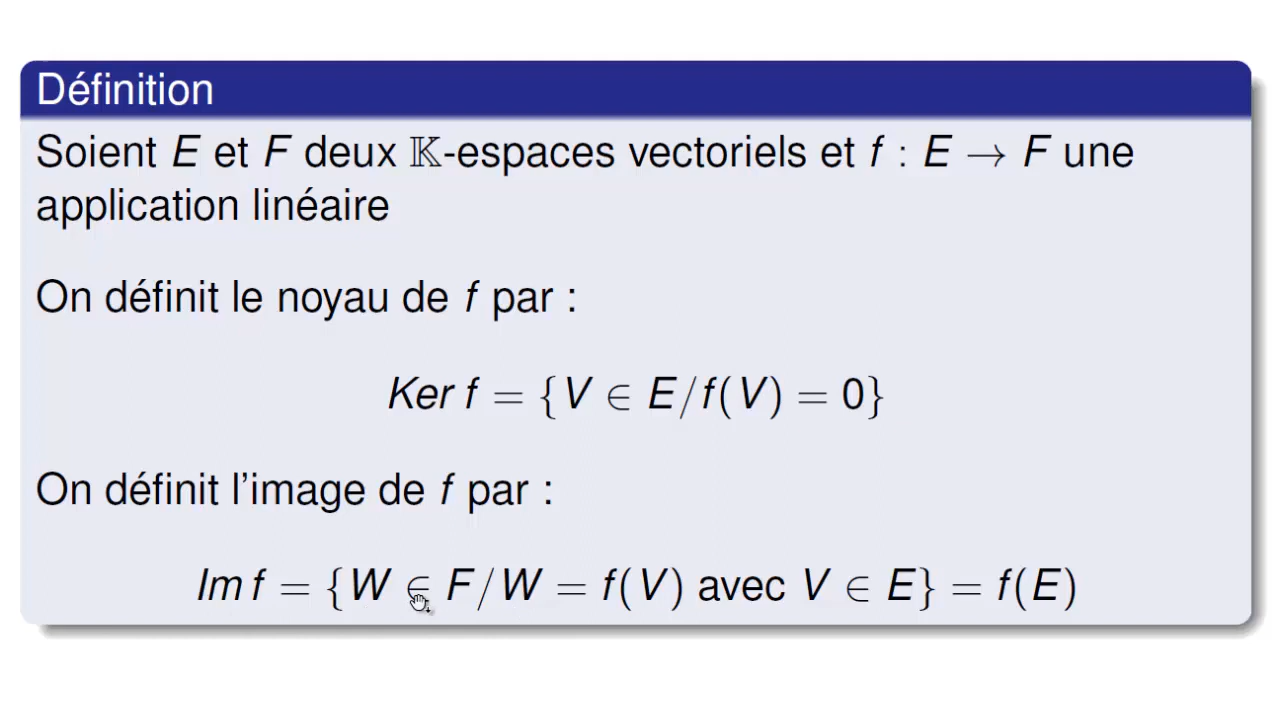 Définition
Soient E et F deux 𝕂-espaces vectoriels et f : E → F une
application linéaire
On définit le noyau de f par :
Ker f = {V ∈ E/f(V) = 0}
On définit l'image de f par :
Im f = {W ∈ F/W = f(V) avec V ∈ E} = f(E)